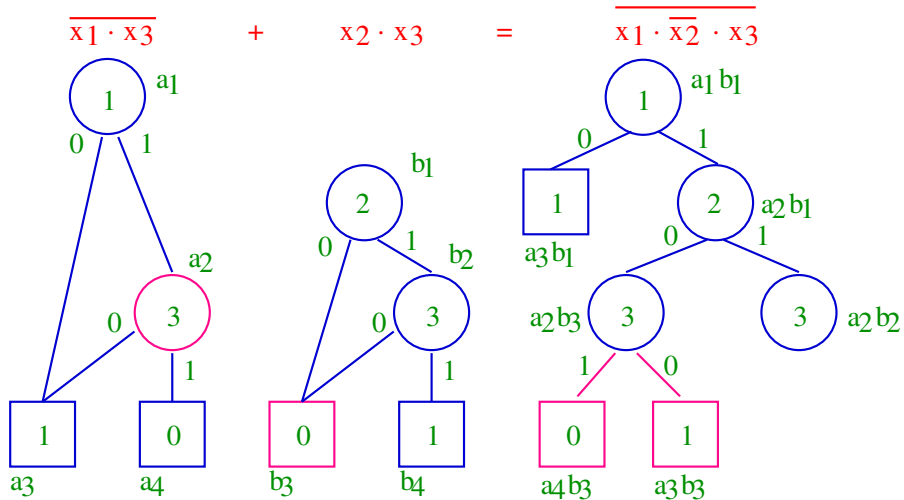 x1 · x3 + x2 · x3 = x1 · x2 · x3
1 a1 1 a1 b1
0 1 0 1
2 b1 1 2 a2 b1
0 1 a3 b1 0 1
a2 b2
3 3 a2 b3 3 3 a2 b2
0 0
1 1 1 0
1 0 0 1 0 1
a3 a4 b3 b4 a4 b3 a3 b3